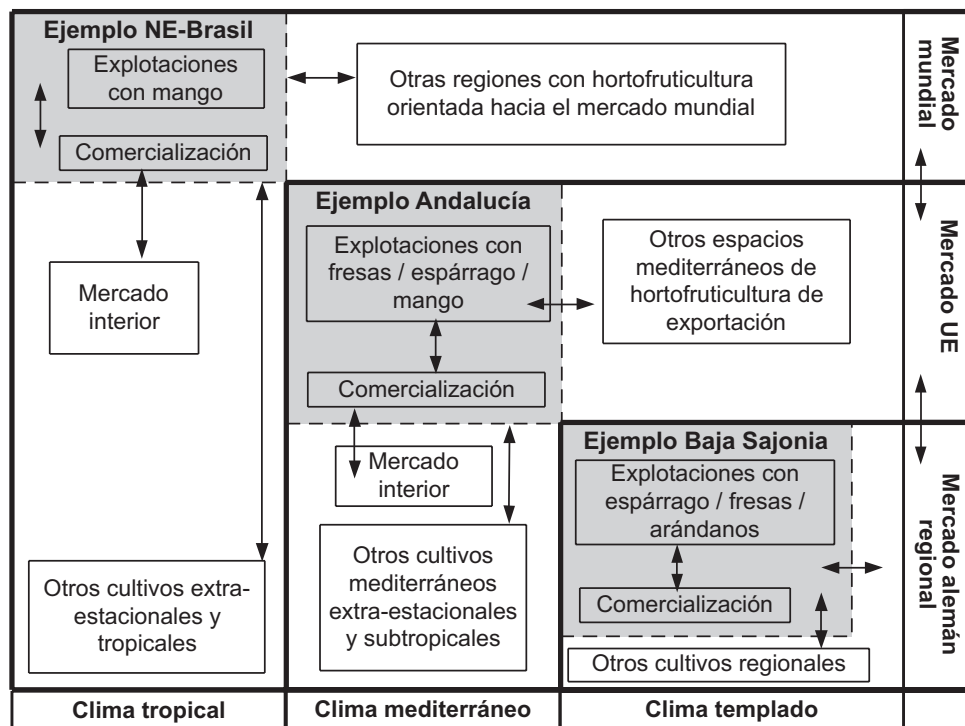 Ejemplo NE-Brasil
Explotaciones
con mango
Comercialización
Otras regiones con hortofruticultura
orientada hacia el mercado mundial
Mercado
mundial
Mercado
interior
Otros cultivos extra-
estacionales y
tropicales
Ejemplo Andalucía
Explotaciones con
fresas / espárrago /
mango
Comercialización
Otros espacios
mediterráneos de
hortofruticultura de
exportación
Mercado UE
Mercado
interior
Otros cultivos
mediterráneos
extra-estacionales
y subtropicales
Ejemplo Baja Sajonia
Explotaciones con
espárrago / fresas /
arándanos
Comercialización
Otros cultivos regionales
Mercado alemán
regional
Clima tropical
Clima mediterráneo
Clima templado